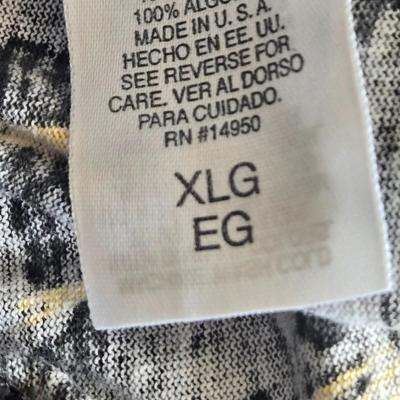 100% ALGO
MADE IN U.S.A.
HECHO EN EE. UU.
SEE REVERSE FOR
CARE. VER AL DORSO
PARA CUIDADO.
RN #14950
XLG
EG